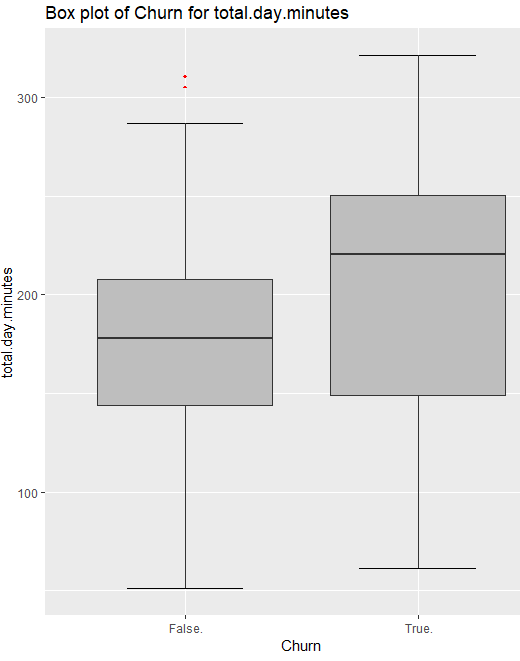 Box plot of Churn for total.day.minutes
total.day.minutes
300
200
100
False.
True.
Churn